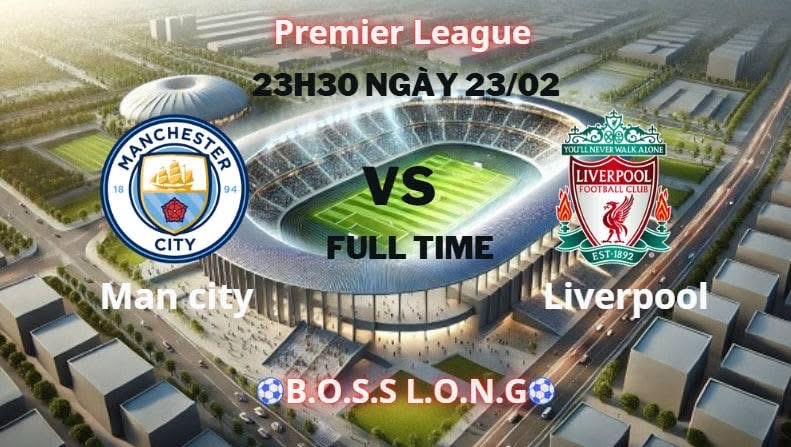 Premier League
23H30 NGÀY 23/02
MANCHESTER
18 94
CITY
VS
YOU'LL NEVER WALK ALONE
LIVERPOOL
FOOTBALL CLUB
EST·1892
FULL TIME
Man city
Liverpool
B.O.S.S L.O.N.G